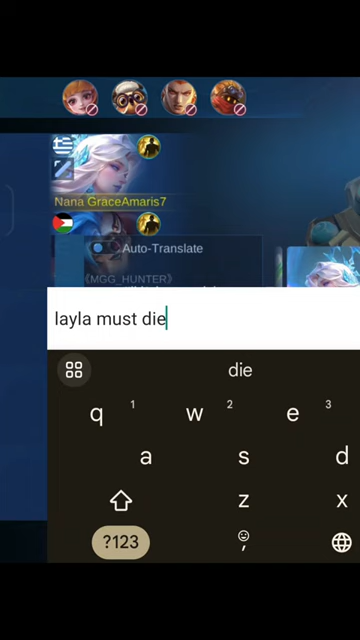 Nana GraceAmaris7
Auto-Translate
《MGG_HUNTER》
layla must die
die
q 1 w 2 e 3
a s d
z x
?123 ,